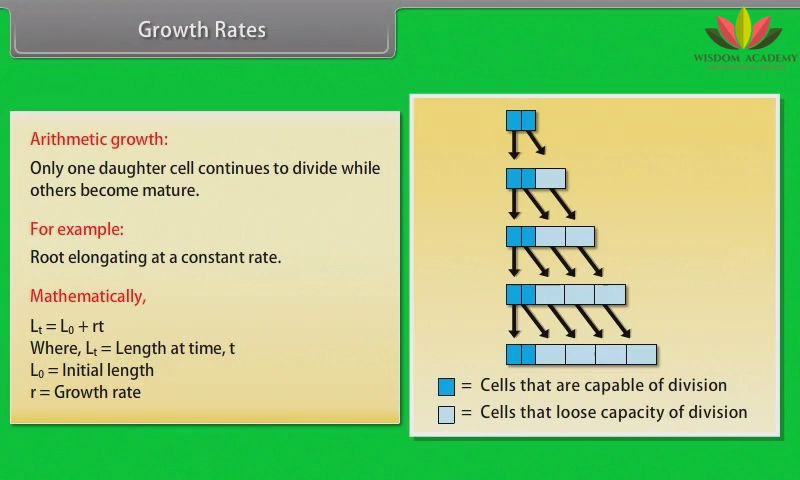 Growth Rates
WISDOM ACADEMY
Arithmetic growth:
Only one daughter cell continues to divide while
others become mature.
For example:
Root elongating at a constant rate.
Mathematically,
Lₜ = L₀ + rt
Where, Lₜ = Length at time, t
L₀ = Initial length
r = Growth rate
= Cells that are capable of division
= Cells that loose capacity of division